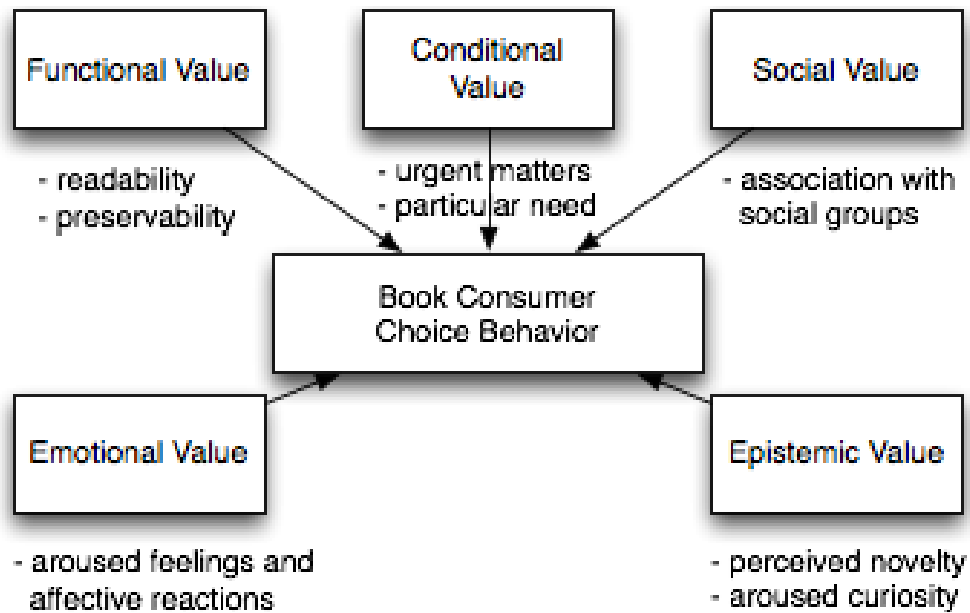 Functional Value
Conditional
Value
Social Value
- readability
- preservability
- urgent matters
- particular need
- association with
social groups
Book Consumer
Choice Behavior
Emotional Value
Epistemic Value
- aroused feelings and
affective reactions
- perceived novelty
- aroused curiosity